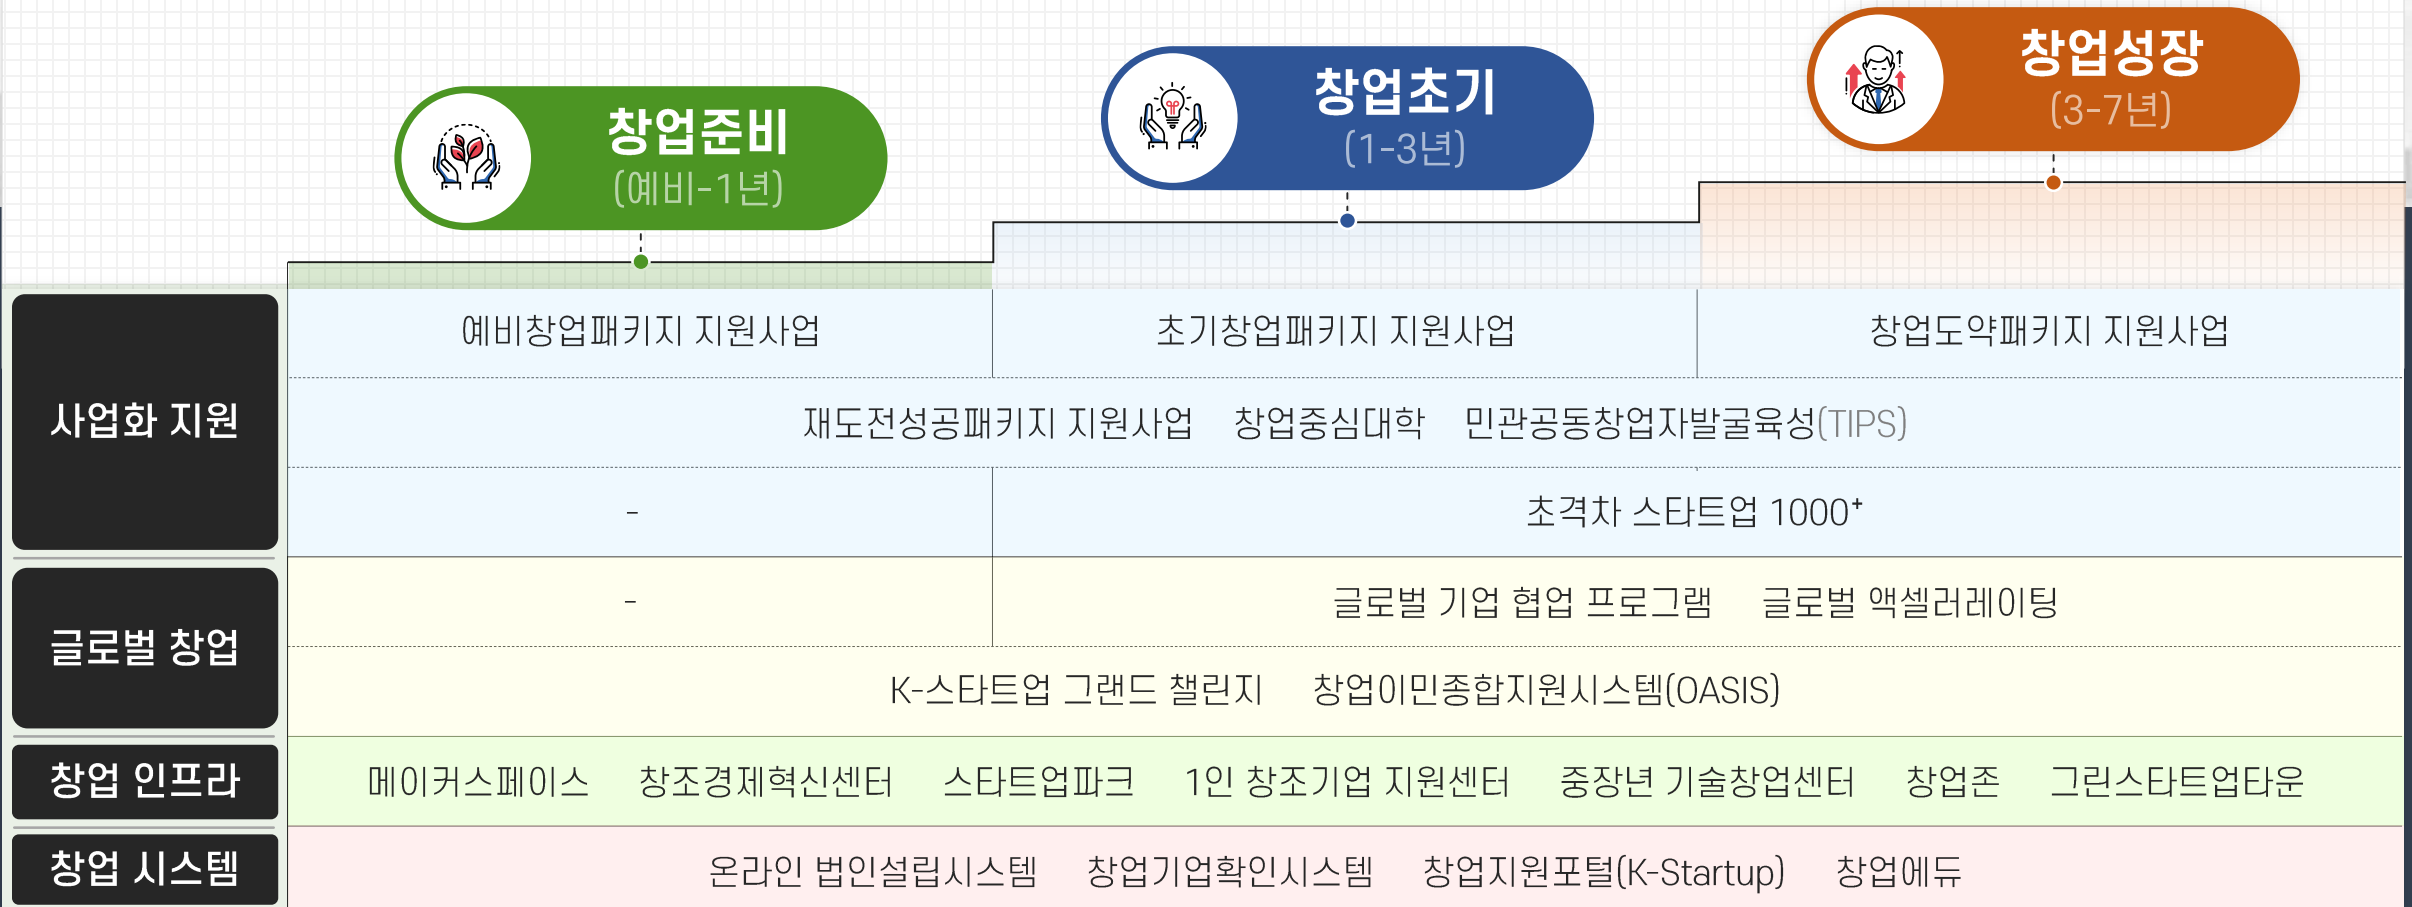 창업준비
(예비-1년)
창업초기
(1-3년)
창업성장
(3-7년)
사업화 지원
예비창업패키지 지원사업 초기창업패키지 지원사업 창업도약패키지 지원사업
재도전성공패키지 지원사업 창업중심대학 민관공동창업자발굴육성(TIPS)
- 초격차 스타트업 1000⁺
글로벌 창업
- 글로벌 기업 협업 프로그램 글로벌 액셀러레이팅
K-스타트업 그랜드 챌린지 창업이민종합지원시스템(OASIS)
창업 인프라
메이커스페이스 창조경제혁신센터 스타트업파크 1인 창조기업 지원센터 중장년 기술창업센터 창업존 그린스타트업타운
창업 시스템
온라인 법인설립시스템 창업기업확인시스템 창업지원포털(K-Startup) 창업에듀